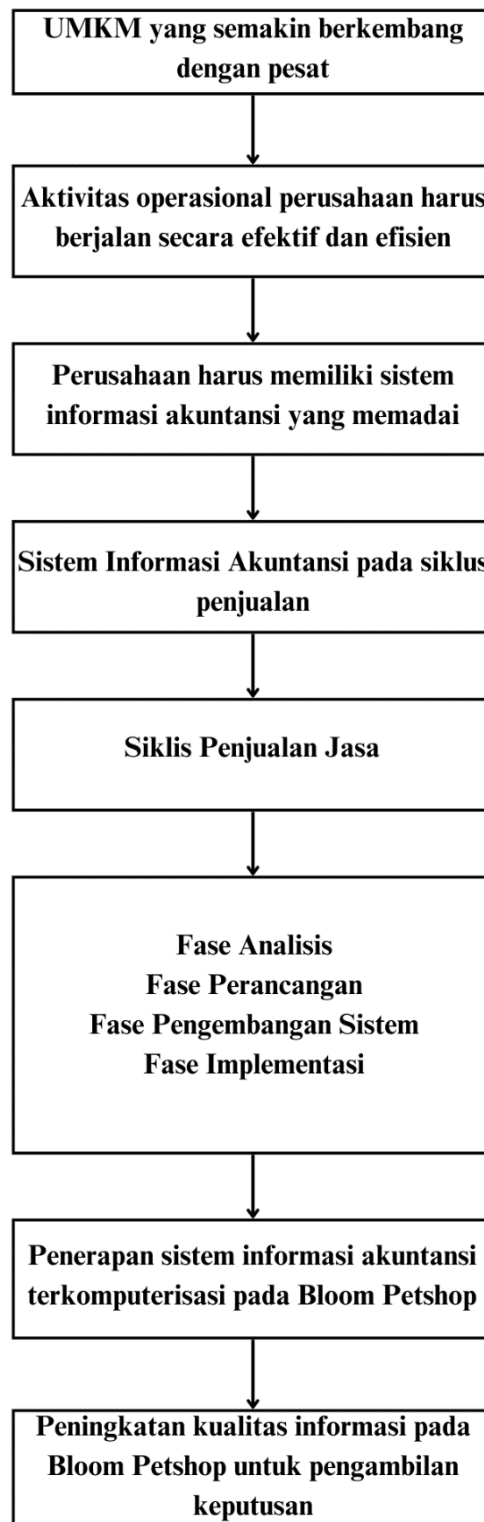 UMKM yang semakin berkembang
dengan pesat
Aktivitas operasional perusahaan harus
berjalan secara efektif dan efisien
Perusahaan harus memiliki sistem
informasi akuntansi yang memadai
Sistem Informasi Akuntansi pada siklus
penjualan
Siklis Penjualan Jasa
Fase Analisis
Fase Perancangan
Fase Pengembangan Sistem
Fase Implementasi
Penerapan sistem informasi akuntansi
terkomputerisasi pada Bloom Petshop
Peningkatan kualitas informasi pada
Bloom Petshop untuk pengambilan
keputusan